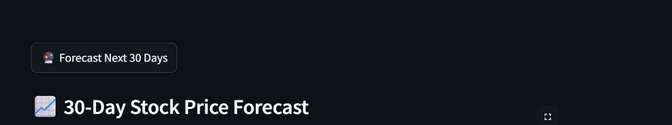 🔮 Forecast Next 30 Days
📈 30-Day Stock Price Forecast